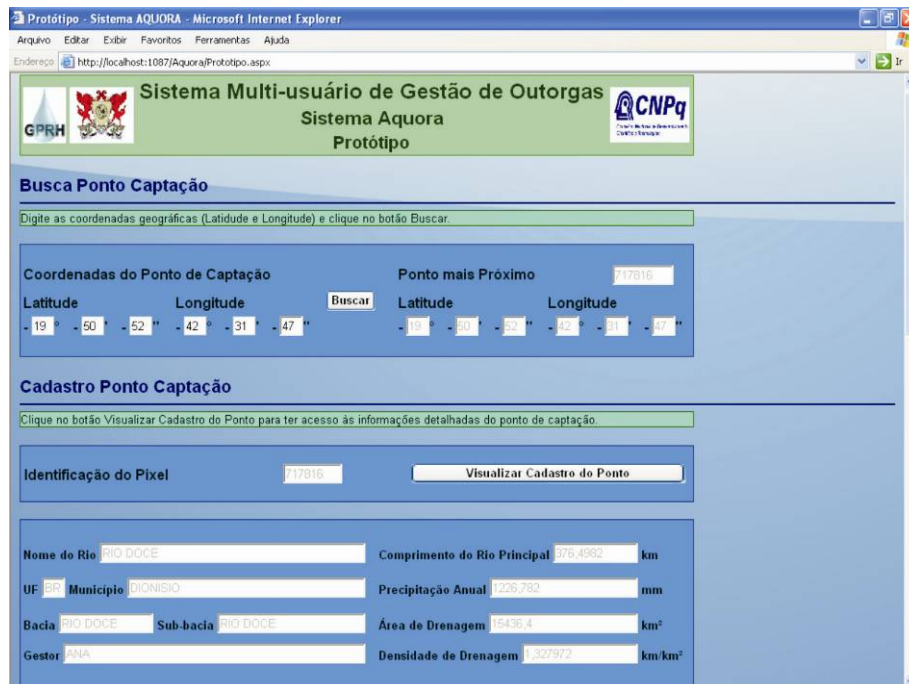 Protótipo - Sistema AQUORA - Microsoft Internet Explorer
Arquivo Editar Exibir Favoritos Ferramentas Ajuda
Endereço http://localhost:1087/Aquora/Prototipo.aspx Ir
GPRH
Sistema Multi-usuário de Gestão de Outorgas
Sistema Aquora
Protótipo
CNPq
Busca Ponto Captação
Digite as coordenadas geográficas (Latidude e Longitude) e clique no botão Buscar.
Coordenadas do Ponto de Captação Ponto mais Próximo 717816
Latitude Longitude Buscar Latitude Longitude
- 19 ° - 50 ' - 52 " - 42 ° - 31 ' - 47 " - 19 ° - 50 ' - 52 " - 42 ° - 31 ' - 47 "
Cadastro Ponto Captação
Clique no botão Visualizar Cadastro do Ponto para ter acesso às informações detalhadas do ponto de captação.
Identificação do Pixel 717816 Visualizar Cadastro do Ponto
Nome do Rio RIO DOCE Comprimento do Rio Principal 376,4982 km
UF BR Município DIONISIO Precipitação Anual 1226,782 mm
Bacia RIO DOCE Sub-bacia RIO DOCE Área de Drenagem 15436,4 km²
Gestor ANA Densidade de Drenagem 1,327972 km/km²